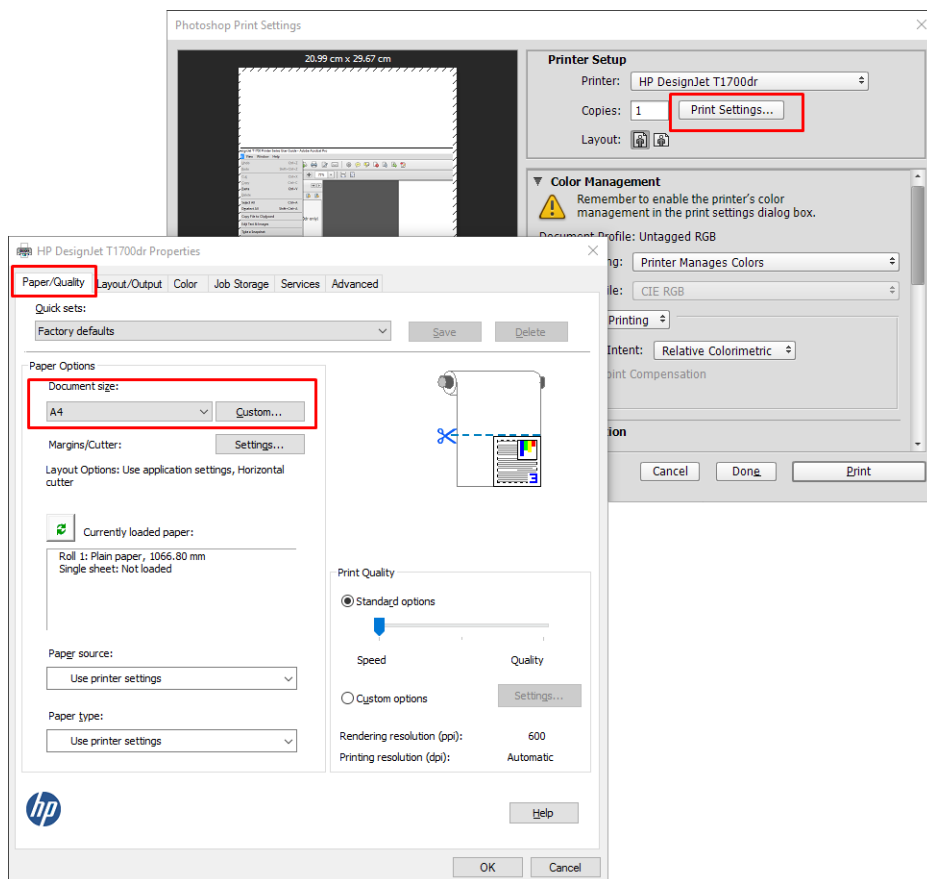 Photoshop Print Settings
20.99 cm x 29.67 cm
Printer Setup
Printer: HP DesignJet T1700dr
Copies: 1 Print Settings...
Layout:
Color Management
Remember to enable the printer's color
management in the print settings dialog box.
Document Profile: Untagged RGB
Printer Manages Colors
CIE RGB
Printing
Intent: Relative Colorimetric
Compensation
Cancel Done Print
HP DesignJet T1700dr Properties
Paper/Quality Layout/Output Color Job Storage Services Advanced
Quick sets:
Factory defaults Save Delete
Paper Options
Document size:
A4 Custom...
Margins/Cutter: Settings...
Layout Options: Use application settings, Horizontal
cutter
Currently loaded paper:
Roll 1: Plain paper, 1066.80 mm
Single sheet: Not loaded
Paper source:
Use printer settings
Paper type:
Use printer settings
Print Quality
Standard options
Speed Quality
Custom options Settings...
Rendering resolution (ppi): 600
Printing resolution (dpi): Automatic
hp
Help
OK Cancel